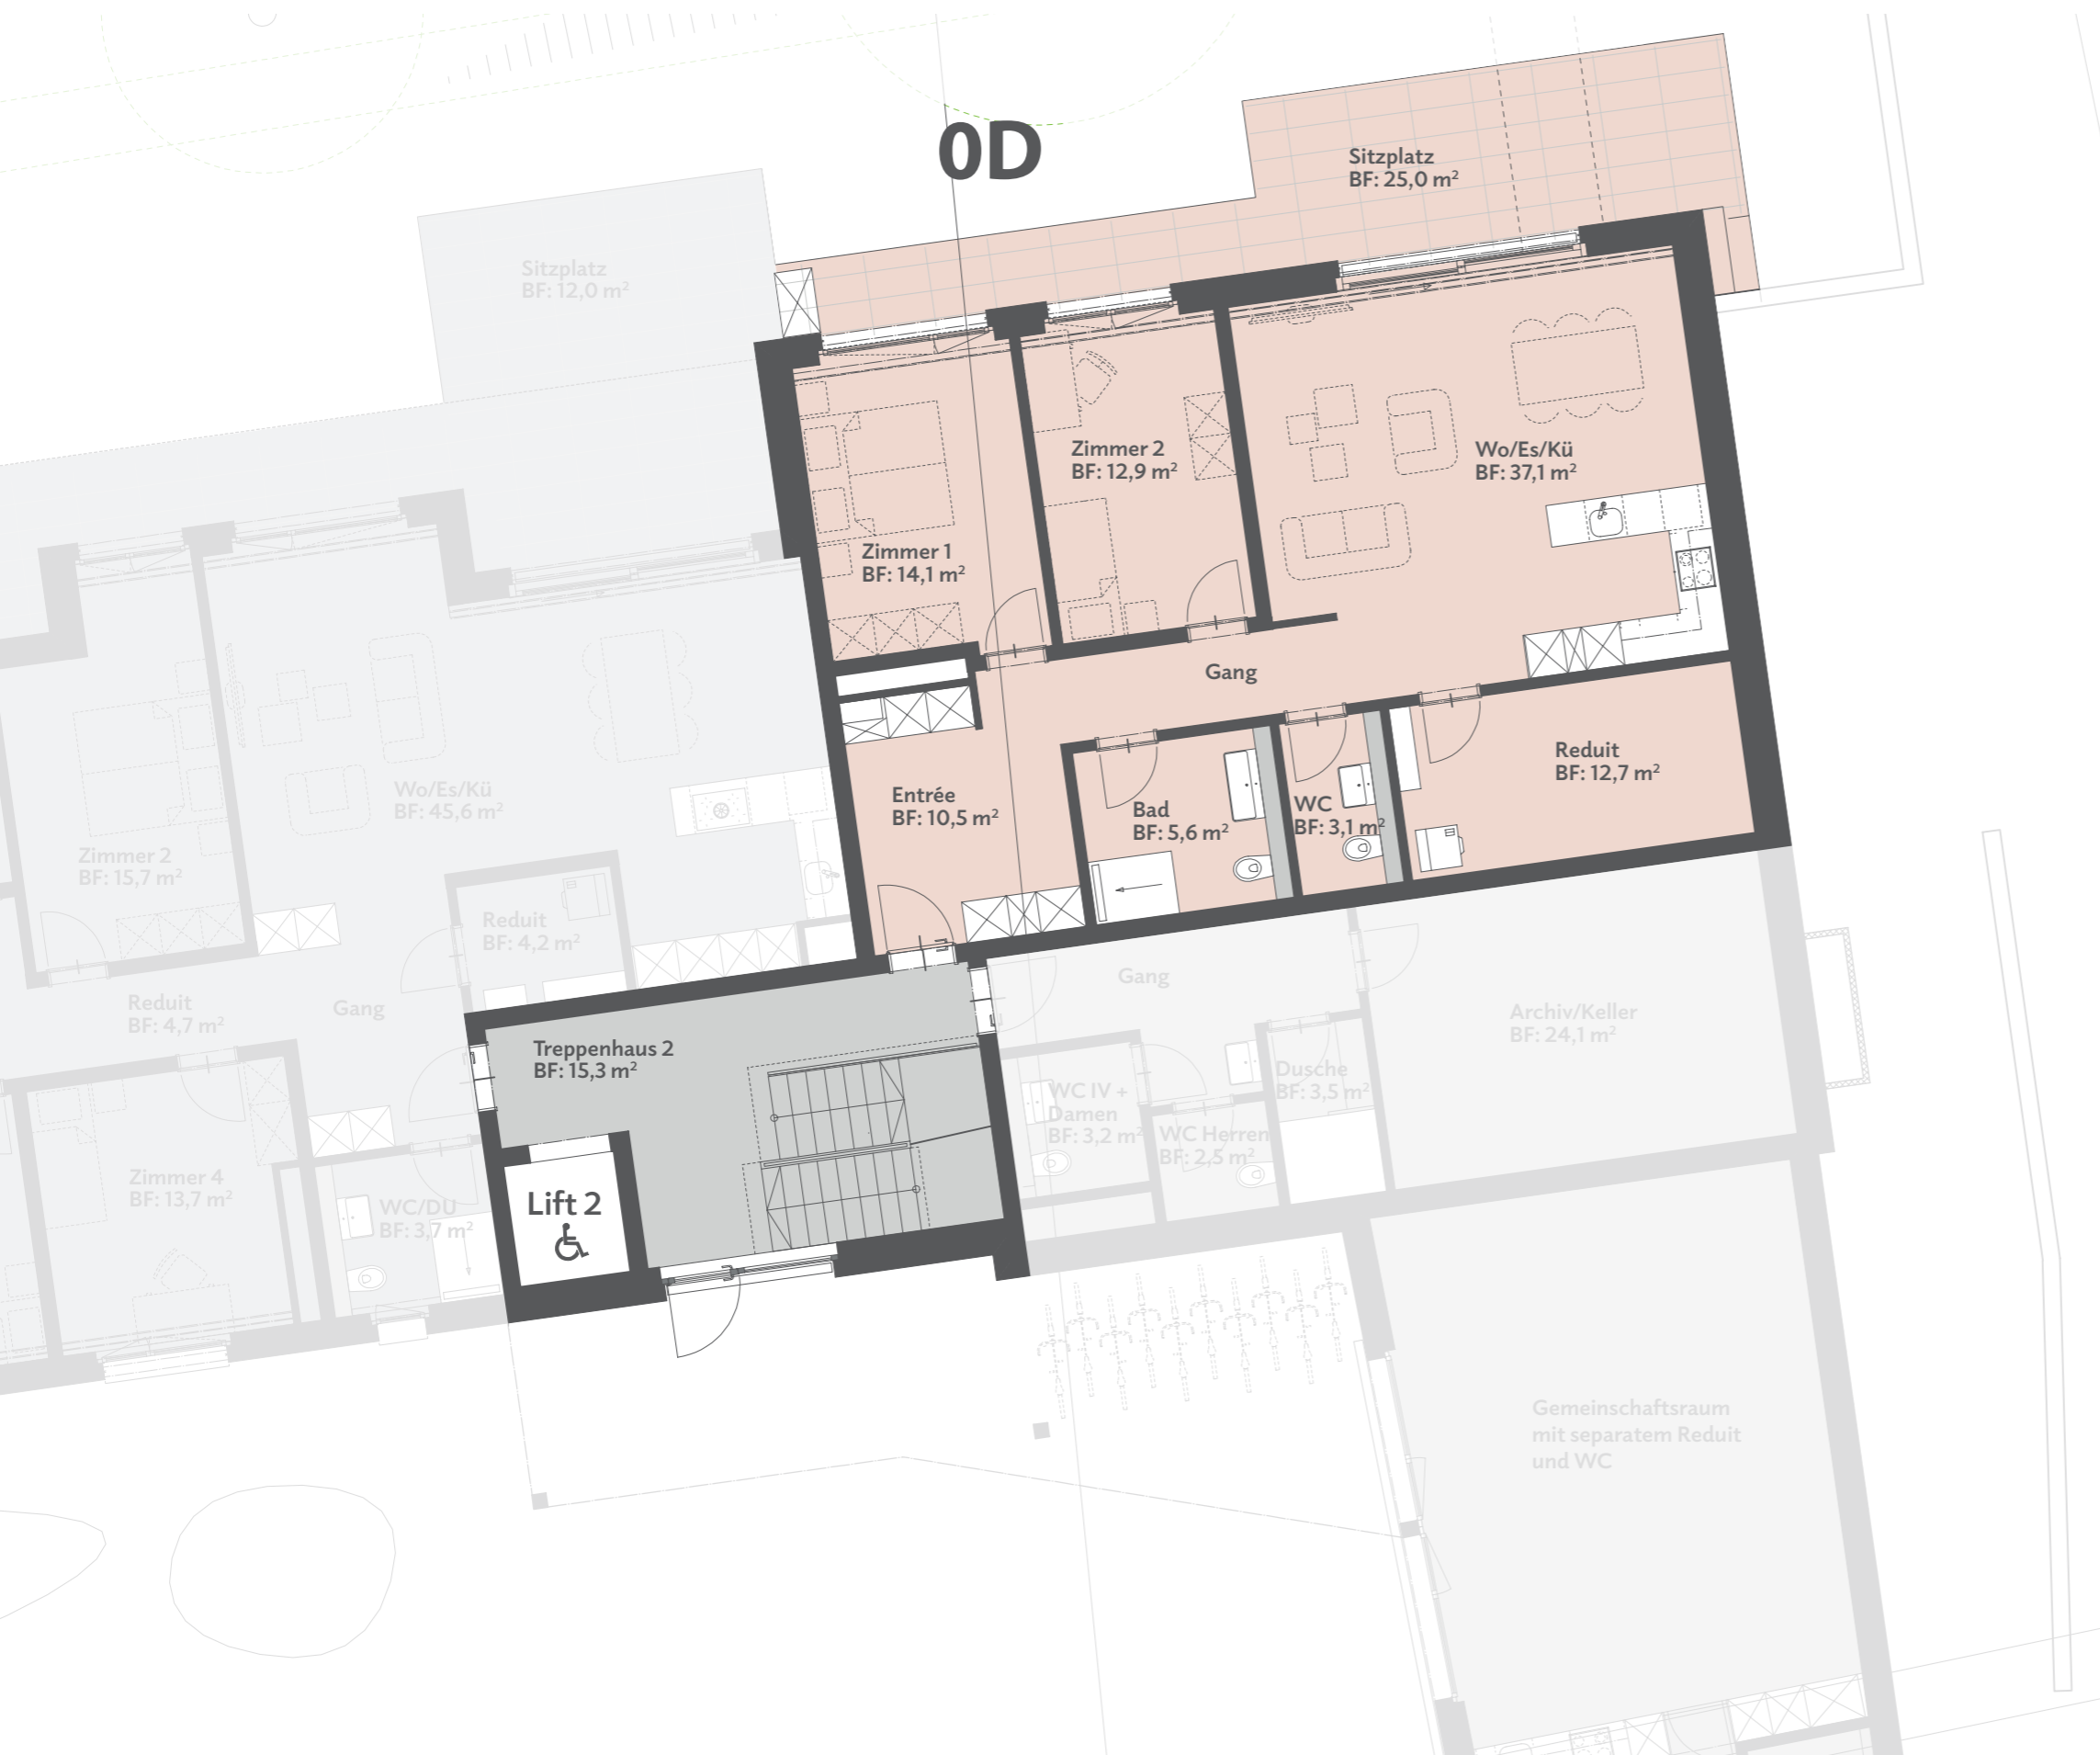 0D
Sitzplatz
BF: 25,0 m²
Sitzplatz
BF: 12,0 m²
Zimmer 2
BF: 12,9 m²
Wo/Es/Kü
BF: 37,1 m²
Zimmer 1
BF: 14,1 m²
Gang
Reduit
BF: 12,7 m²
Entrée
BF: 10,5 m²
Bad
BF: 5,6 m²
WC
BF: 3,1 m²
Wo/Es/Kü
BF: 45,6 m²
Zimmer 2
BF: 15,7 m²
Reduit
BF: 4,2 m²
Reduit
BF: 4,7 m²
Gang
Gang
Archiv/Keller
BF: 24,1 m²
Treppenhaus 2
BF: 15,3 m²
Dusche
BF: 3,5 m²
WC IV +
Damen
BF: 3,2 m²
WC Herren
BF: 2,5 m²
Zimmer 4
BF: 13,7 m²
WC/DU
BF: 3,7 m²
Lift 2
Gemeinschaftsraum
mit separatem Reduit
und WC